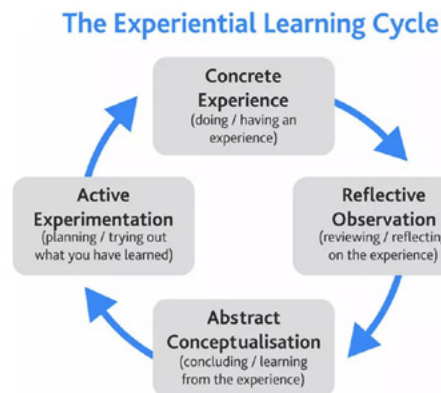 The Experiential Learning Cycle
Concrete
Experience
(doing / having an
experience)
Active
Experimentation
(planning / trying out
what you have learned)
Reflective
Observation
(reviewing / reflecting
on the experience)
Abstract
Conceptualisation
(concluding / learning
from the experience)